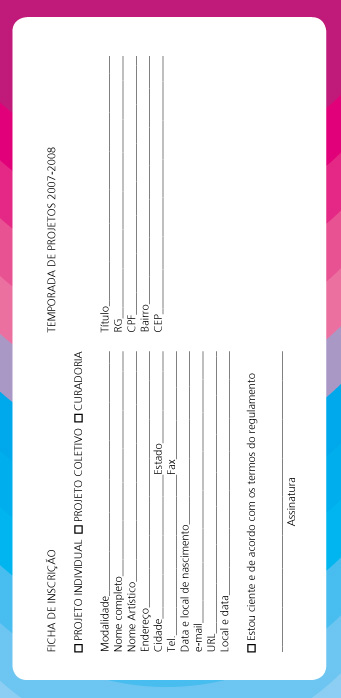 FICHA DE INSCRIÇÃO TEMPORADA DE PROJETOS 2007-2008
PROJETO INDIVIDUAL PROJETO COLETIVO CURADORIA
Modalidade Título
Nome completo RG
Nome Artístico CPF
Endereço Bairro
Cidade Estado CEP
Tel. Fax
Data e local de nascimento
e-mail
URL
Local e data
Estou ciente e de acordo com os termos do regulamento
Assinatura